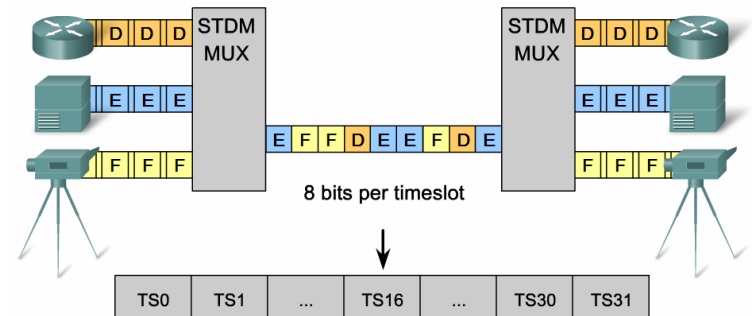 D D D STDM MUX STDM MUX D D D
E E E E E E
E F F D E E F D E
F F F F F F
8 bits per timeslot
TS0 TS1 ... TS16 ... TS30 TS31